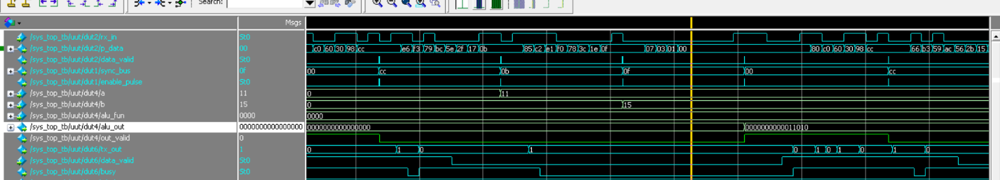 Search:
Msgs
/sys_top_tb/uut/dut2/rx_in St0
/sys_top_tb/uut/dut2/p_data 00 c0 60 30 98 cc e6 f3 79 bc 5e 2f 17 0b 85 c2 e1 f0 78 3c 1e 0f 07 03 01 00 80 c0 60 30 98 cc 66 b3 59 ac 56 2b 15
/sys_top_tb/uut/dut2/data_valid St0
/sys_top_tb/uut/dut1/sync_bus 0f 00 cc 0b 0f 00 cc
/sys_top_tb/uut/dut1/enable_pulse St0
/sys_top_tb/uut/dut4/a 11 0 11
/sys_top_tb/uut/dut4/b 15 0 15
/sys_top_tb/uut/dut4/alu_fun 0000 0000
/sys_top_tb/uut/dut4/alu_out 0000000000000000 0000000000000000 0000000000011010
/sys_top_tb/uut/dut4/out_valid 0
/sys_top_tb/uut/dut6/tx_out 1 0 1 0 1 0 1 0 1 0 1 0
/sys_top_tb/uut/dut6/data_valid St0
/sys_top_tb/uut/dut6/busy St0